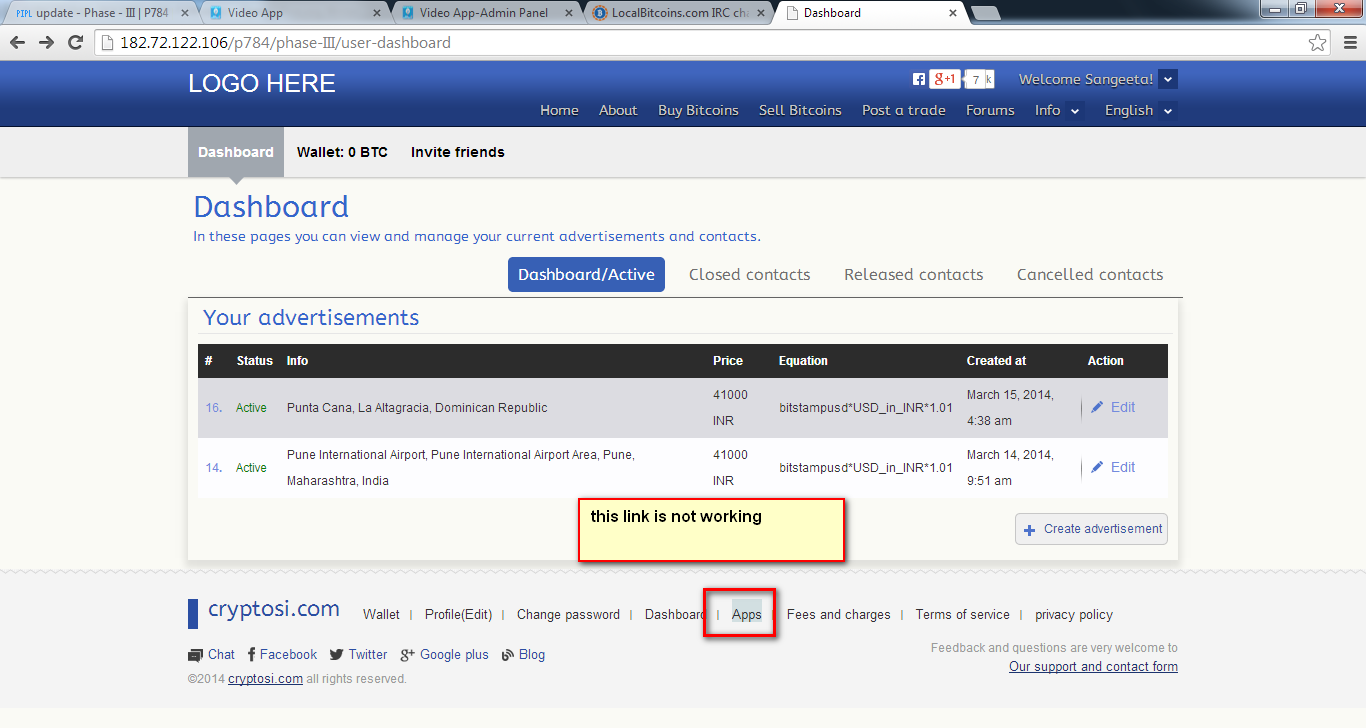 PIPL update - Phase - III | P784
Video App
Video App-Admin Panel
LocalBitcoins.com IRC cha
Dashboard
182.72.122.106/p784/phase-III/user-dashboard
LOGO HERE
g+1 7 k Welcome Sangeeta!
Home About Buy Bitcoins Sell Bitcoins Post a trade Forums Info English
Dashboard Wallet: 0 BTC Invite friends
Dashboard
In these pages you can view and manage your current advertisements and contacts.
Dashboard/Active Closed contacts Released contacts Cancelled contacts
Your advertisements
# Status Info Price Equation Created at Action
16. Active Punta Cana, La Altagracia, Dominican Republic 41000 INR bitstampusd*USD_in_INR*1.01 March 15, 2014, 4:38 am Edit
14. Active Pune International Airport, Pune International Airport Area, Pune, Maharashtra, India 41000 INR bitstampusd*USD_in_INR*1.01 March 14, 2014, 9:51 am Edit
this link is not working
Create advertisement
cryptosi.com Wallet | Profile(Edit) | Change password | Dashboard | Apps | Fees and charges | Terms of service | privacy policy
Chat Facebook Twitter Google plus Blog
Feedback and questions are very welcome to
Our support and contact form
©2014 cryptosi.com all rights reserved.